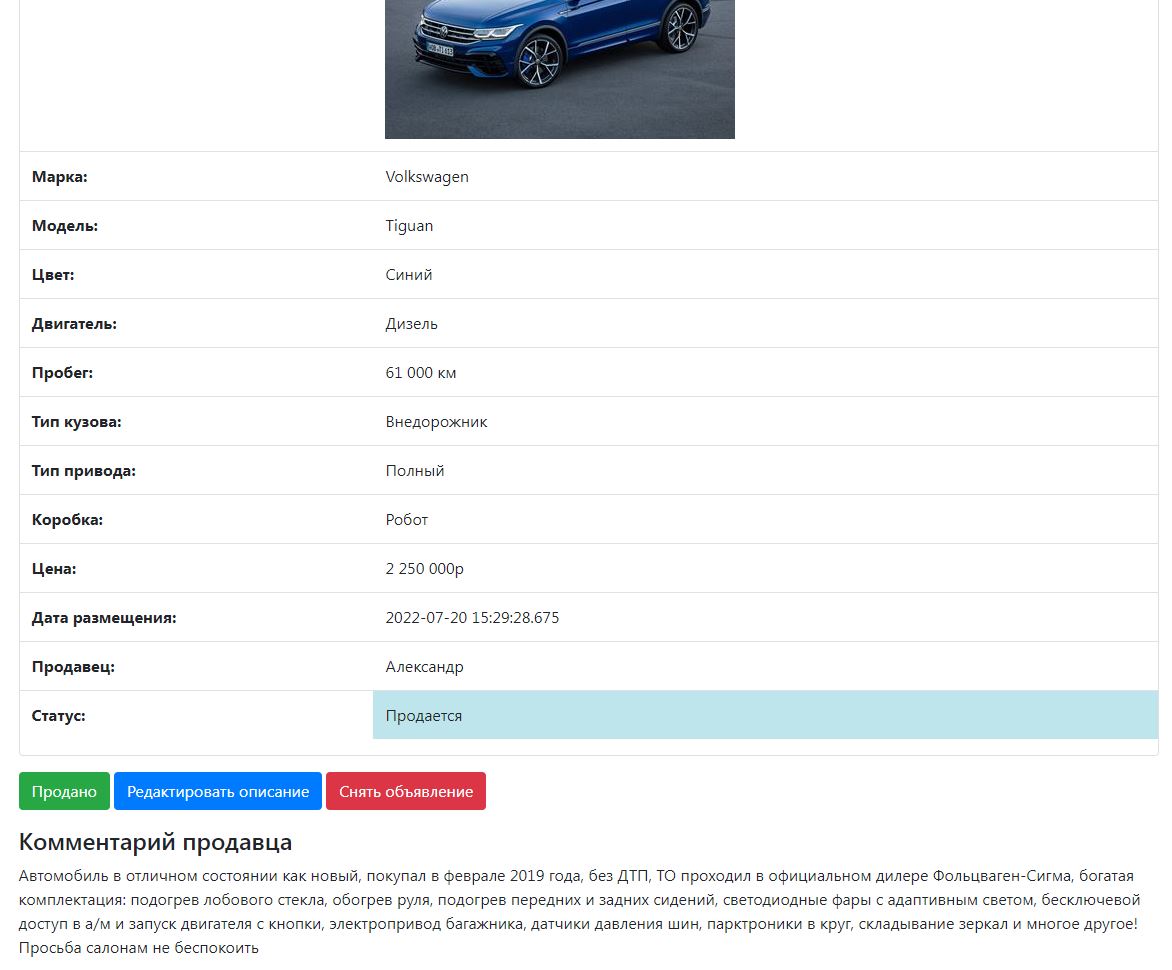 Марка: Volkswagen
Модель: Tiguan
Цвет: Синий
Двигатель: Дизель
Пробег: 61 000 км
Тип кузова: Внедорожник
Тип привода: Полный
Коробка: Робот
Цена: 2 250 000р
Дата размещения: 2022-07-20 15:29:28.675
Продавец: Александр
Статус: Продается
Продано Редактировать описание Снять объявление
Комментарий продавца
Автомобиль в отличном состоянии как новый, покупал в феврале 2019 года, без ДТП, ТО проходил в официальном дилере Фольцваген-Сигма, богатая
комплектация: подогрев лобового стекла, обогрев руля, подогрев передних и задних сидений, светодиодные фары с адаптивным светом, бесключевой
доступ в а/м и запуск двигателя с кнопки, электропривод багажника, датчики давления шин, парктроники в круг, складывание зеркал и многое другое!
Просьба салонам не беспокоить